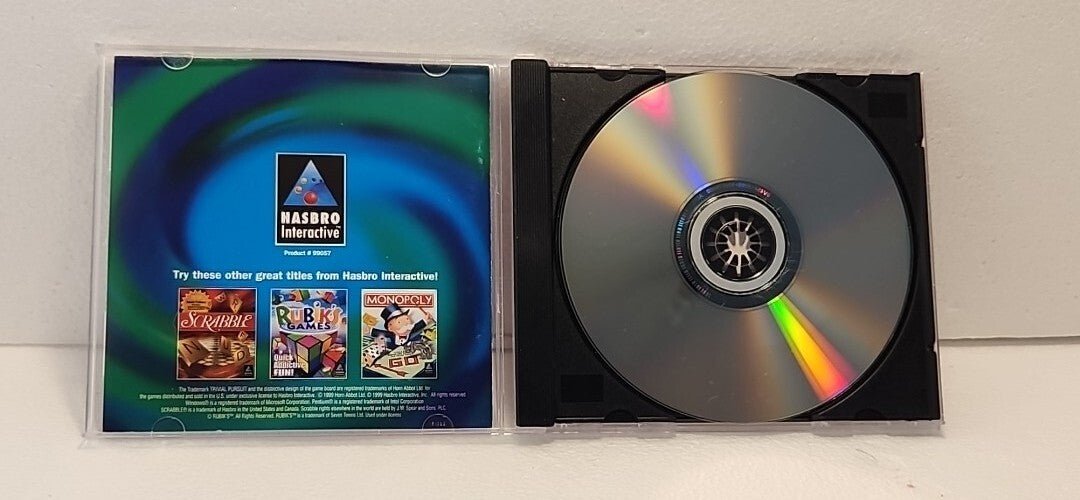 HASBRO
Interactive™
Product # 99057
Try these other great titles from Hasbro Interactive!
SCRABBLE
RUBIK'S
GAMES
Quick
Addictive
FUN!
MONOPOLY
GO
The Trademark TRIVIAL PURSUIT and the distinctive design of the game board are registered trademarks of Horn Abbot Ltd. for
the games distributed and sold in the U.S. under exclusive license to Hasbro Interactive. © 1999 Horn Abbot Ltd. © 1999 Hasbro Interactive, Inc. All rights reserved
Windows® is a registered trademark of Microsoft Corporation. Pentium® is a registered trademark of Intel Corporation
SCRABBLE® is a trademark of Hasbro in the United States and Canada. Scrabble rights elsewhere in the world are held by J.W. Spear and Sons, PLC.
© RUBIK'S™. All Rights Reserved. RUBIK'S™ is a trademark of Seven Towns Ltd. Used under license